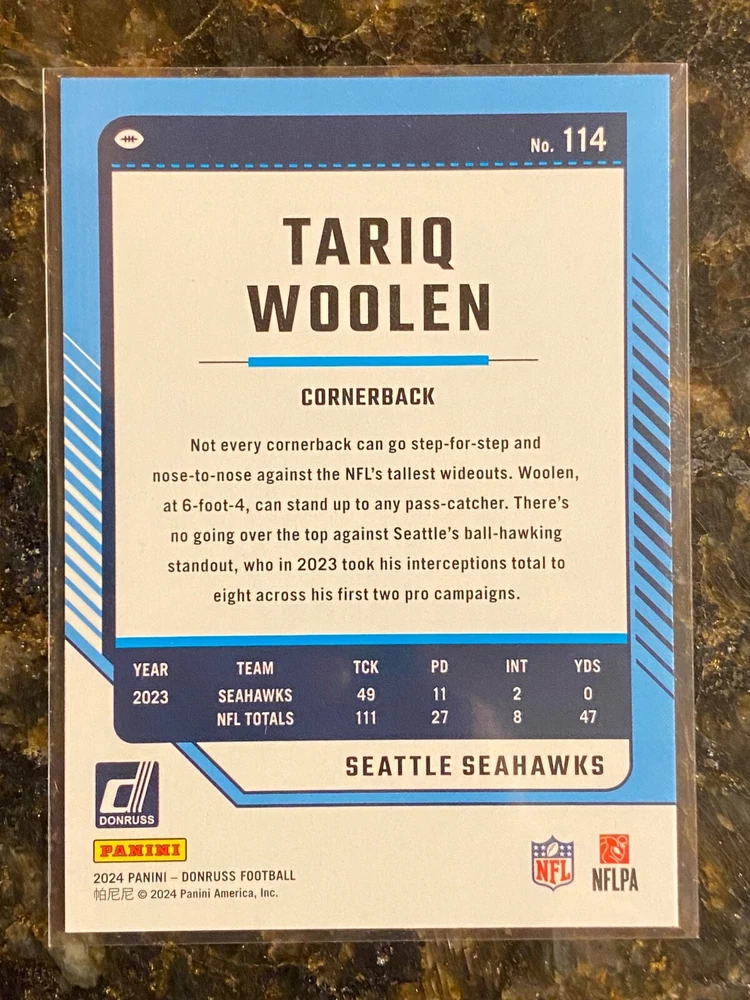 No. 114
TARIQ
WOOLEN
CORNERBACK
Not every cornerback can go step-for-step and
nose-to-nose against the NFL's tallest wideouts. Woolen,
at 6-foot-4, can stand up to any pass-catcher. There's
no going over the top against Seattle's ball-hawking
standout, who in 2023 took his interceptions total to
eight across his first two pro campaigns.
YEAR TEAM TCK PD INT YDS
2023 SEAHAWKS 49 11 2 0
NFL TOTALS 111 27 8 47
SEATTLE SEAHAWKS
d
DONRUSS
PANINI
2024 PANINI – DONRUSS FOOTBALL
帕尼尼 © 2024 Panini America, Inc.
NFL
NFLPA